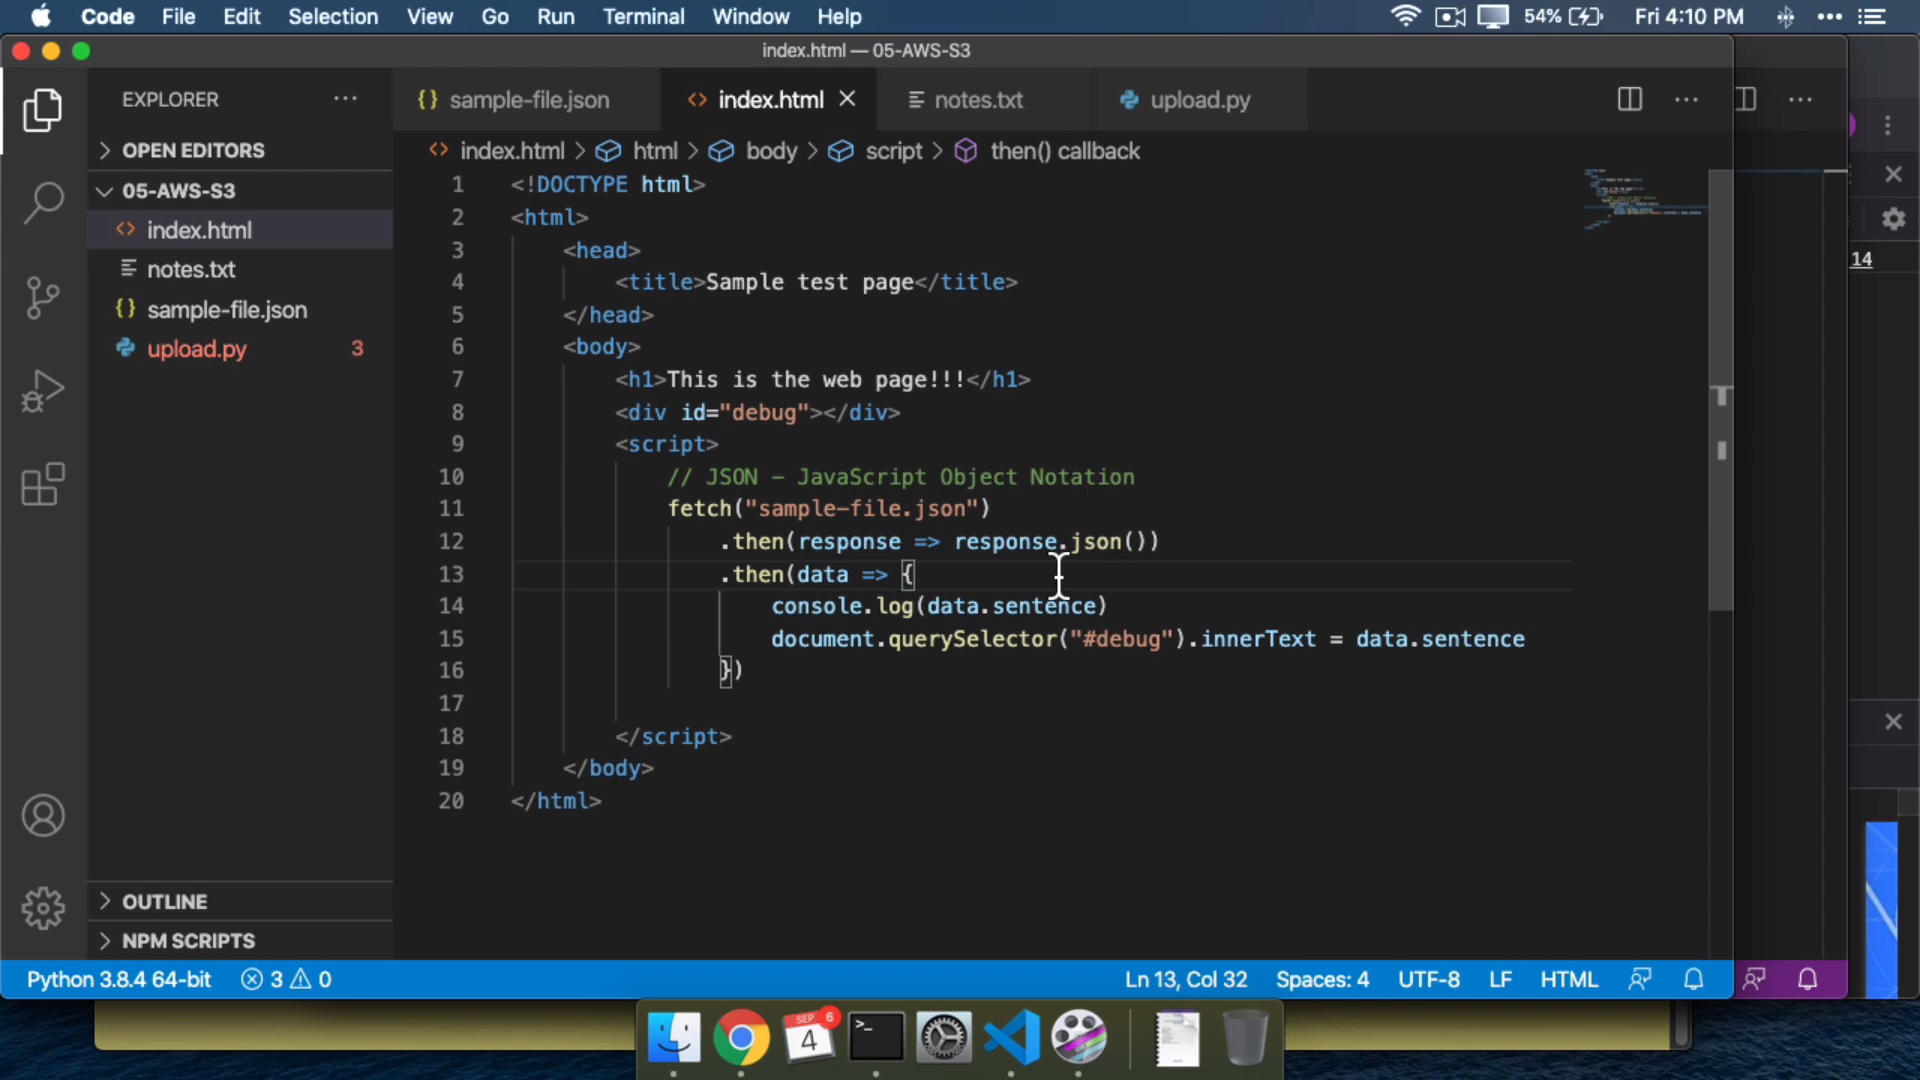 Code File Edit Selection View Go Run Terminal Window Help 54% Fri 4:10 PM
index.html — 05-AWS-S3
EXPLORER
sample-file.json index.html notes.txt upload.py
OPEN EDITORS
index.html > html > body > script > then() callback
05-AWS-S3
index.html
notes.txt
{} sample-file.json
upload.py 3
1 <!DOCTYPE html>
2 <html>
3 <head>
4 <title>Sample test page</title>
5 </head>
6 <body>
7 <h1>This is the web page!!!</h1>
8 <div id="debug"></div>
9 <script>
10 // JSON - JavaScript Object Notation
11 fetch("sample-file.json")
12 .then(response => response.json())
13 .then(data => {
14 console.log(data.sentence)
15 document.querySelector("#debug").innerText = data.sentence
16 })
17
18 </script>
19 </body>
20 </html>
14
OUTLINE
NPM SCRIPTS
Python 3.8.4 64-bit 3 0 Ln 13, Col 32 Spaces: 4 UTF-8 LF HTML
SEP 6
4